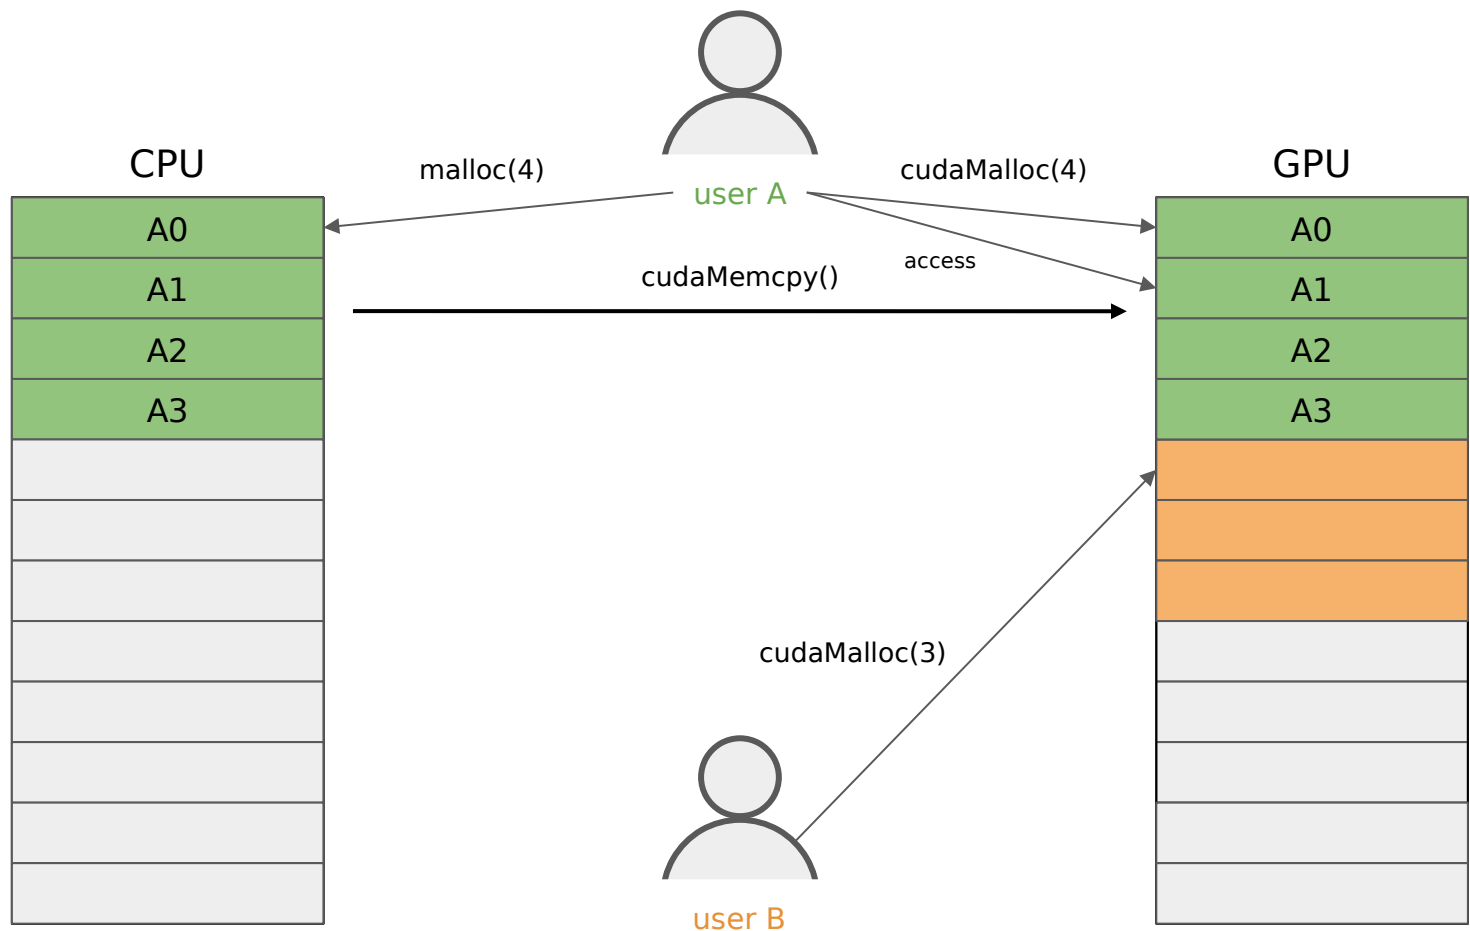 CPU
malloc(4)
user A
cudaMalloc(4)
GPU
A0
A1
A2
A3
cudaMemcpy()
access
A0
A1
A2
A3
cudaMalloc(3)
user B